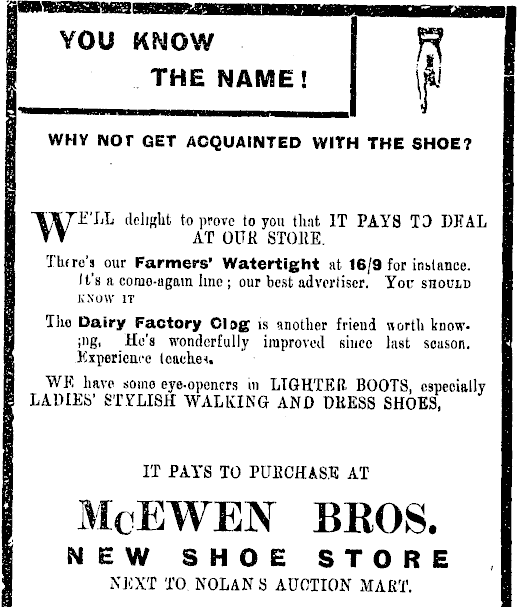 YOU KNOW
THE NAME!
WHY NOT GET ACQUAINTED WITH THE SHOE?
WE'LL delight to prove to you that IT PAYS TO DEAL
AT OUR STORE.
There's our Farmers' Watertight at 16/9 for instance.
It's a come-again line; our best advertiser. YOU SHOULD
KNOW IT
The Dairy Factory Clog is another friend worth know-
ing, He's wonderfully improved since last season.
Experience teaches.
WE have some eye-openers in LIGHTER BOOTS, especially
LADIES' STYLISH WALKING AND DRESS SHOES,
IT PAYS TO PURCHASE AT
McEWEN BROS.
NEW SHOE STORE
NEXT TO NOLANS AUCTION MART.